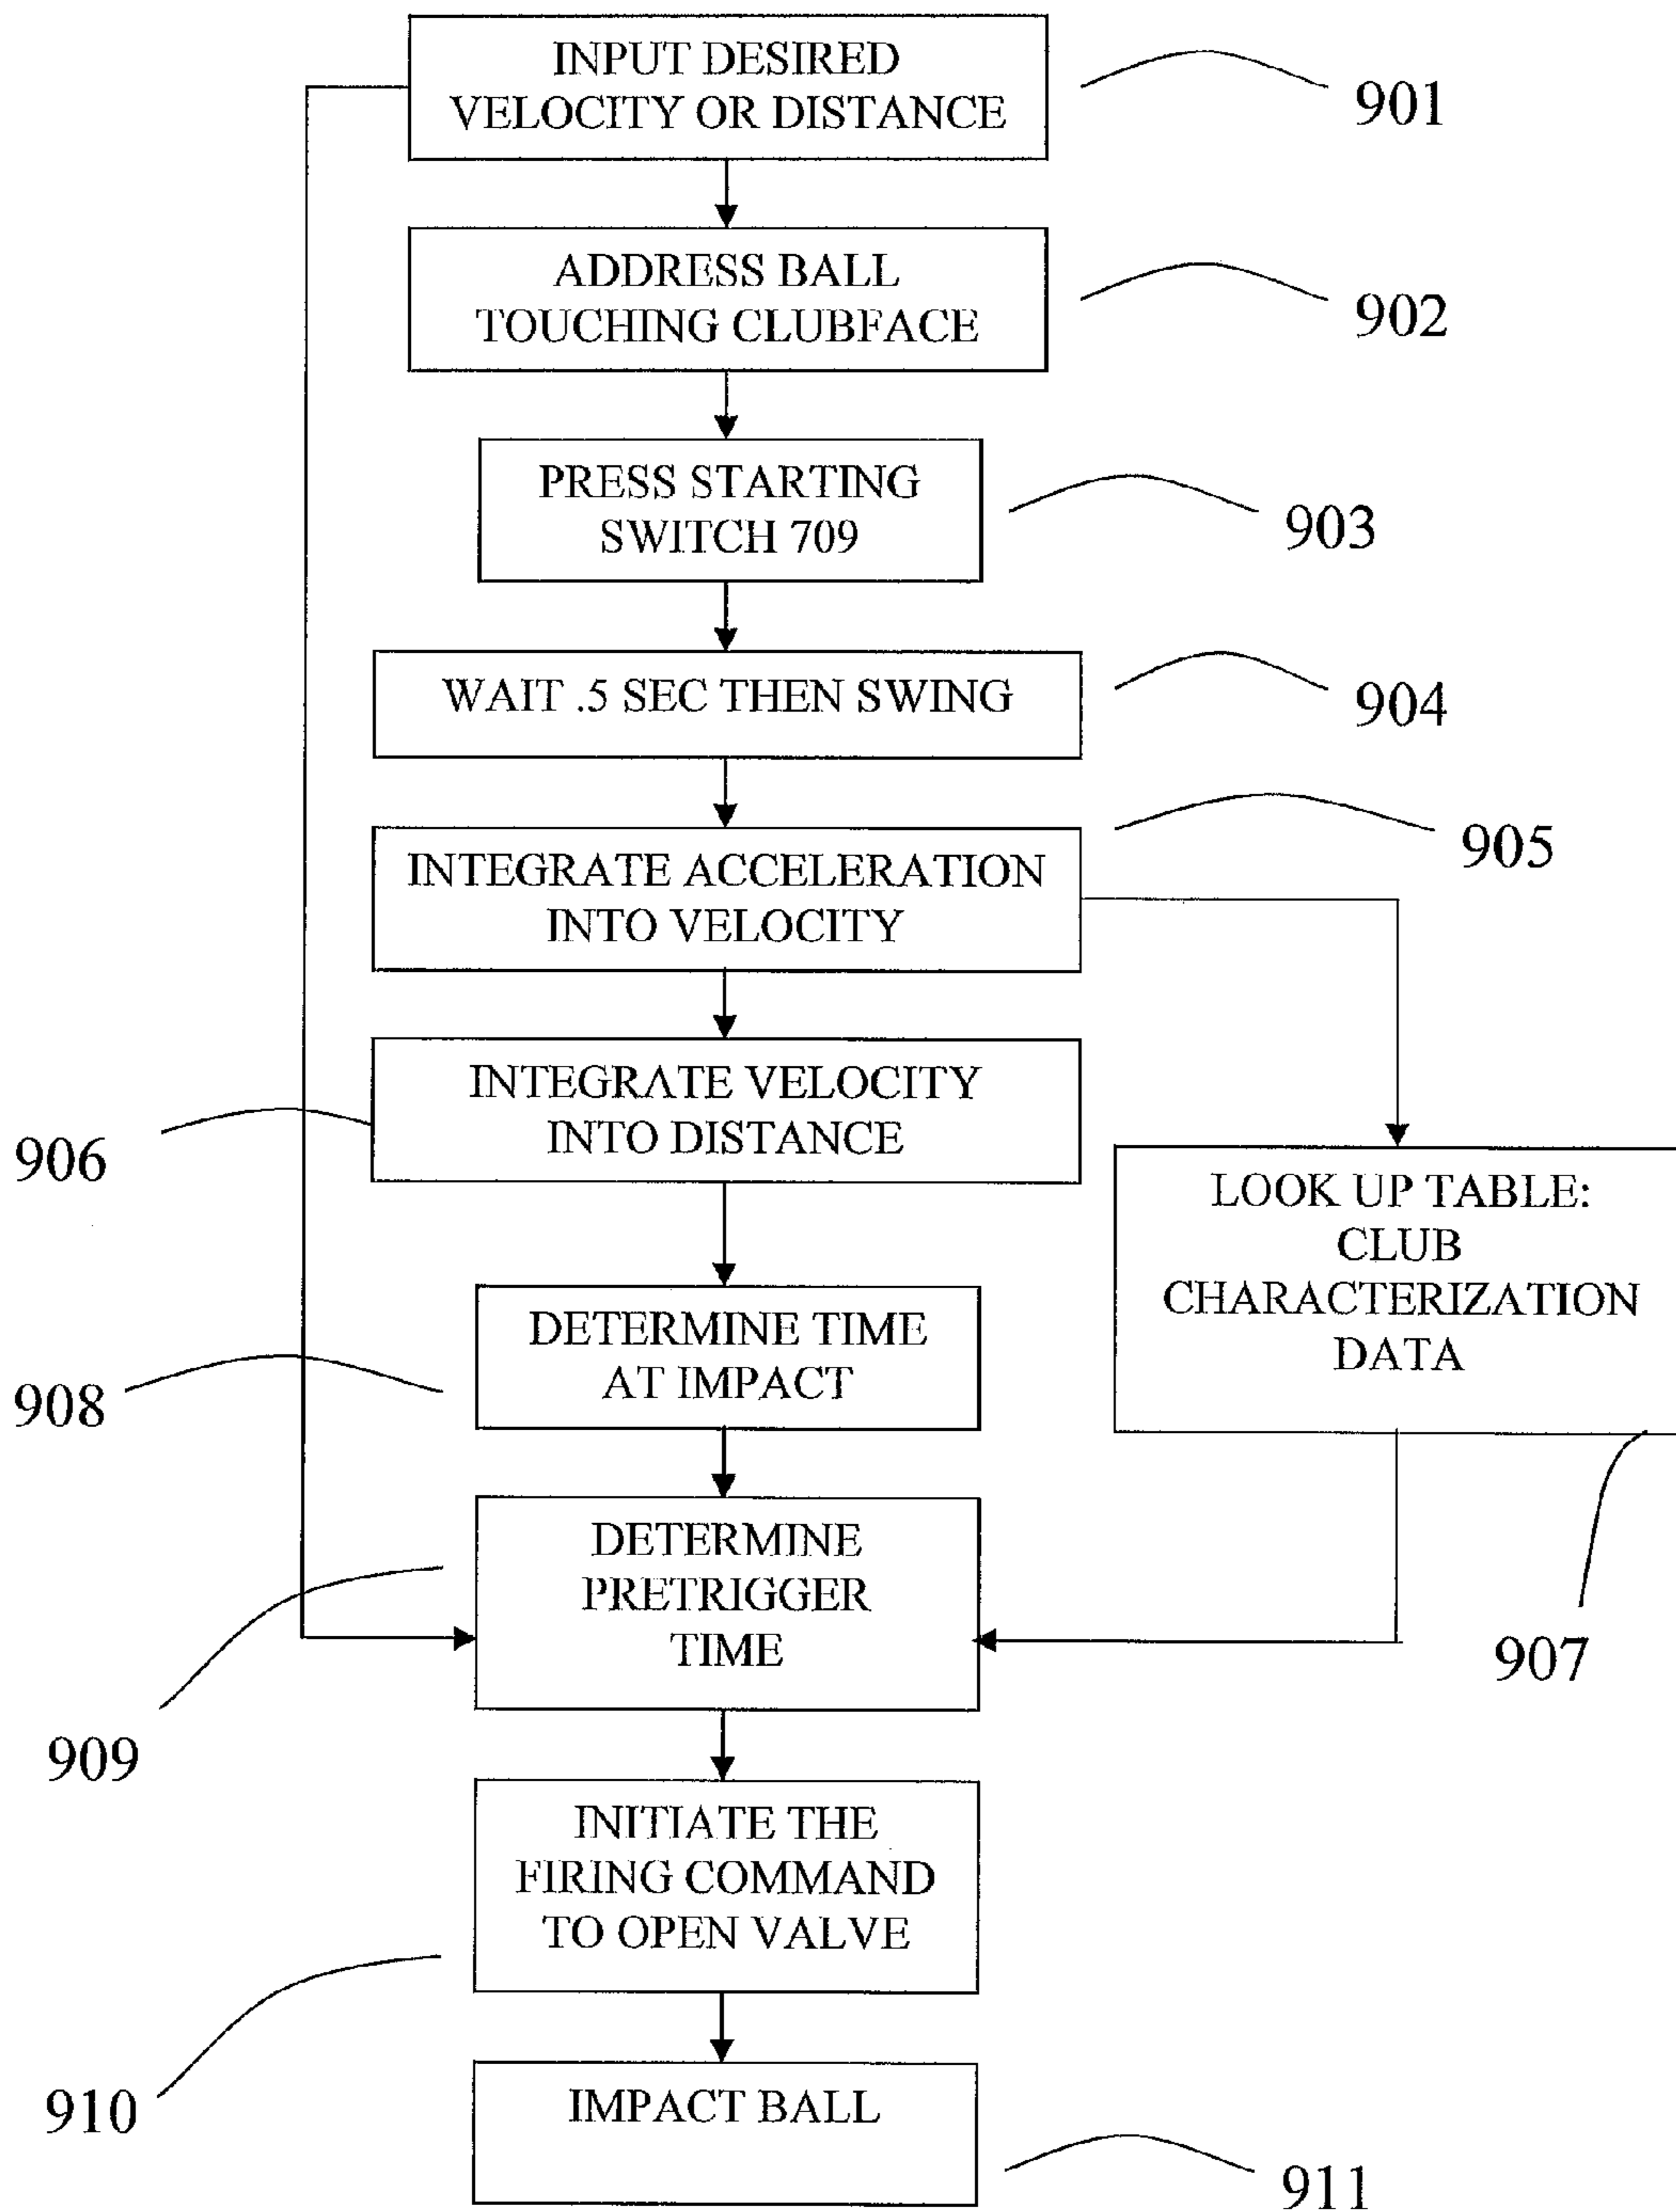 INPUT DESIRED
VELOCITY OR DISTANCE
901
ADDRESS BALL
TOUCHING CLUBFACE
902
PRESS STARTING
SWITCH 709
903
WAIT .5 SEC THEN SWING
904
INTEGRATE ACCELERATION
INTO VELOCITY
905
INTEGRATE VELOCITY
INTO DISTANCE
906
LOOK UP TABLE:
CLUB
CHARACTERIZATION
DATA
907
DETERMINE TIME
AT IMPACT
908
DETERMINE
PRETRIGGER
TIME
909
INITIATE THE
FIRING COMMAND
TO OPEN VALVE
910
IMPACT BALL
911